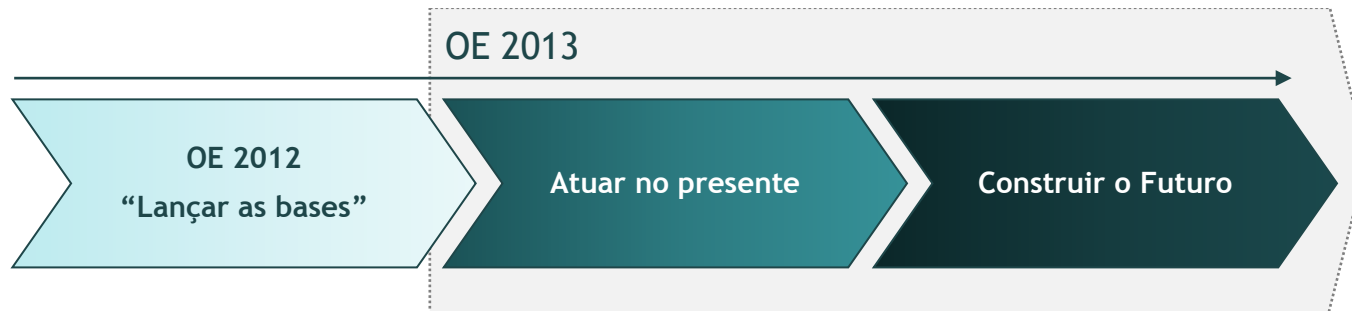 OE 2013
OE 2012
“Lançar as bases”
Atuar no presente
Construir o Futuro